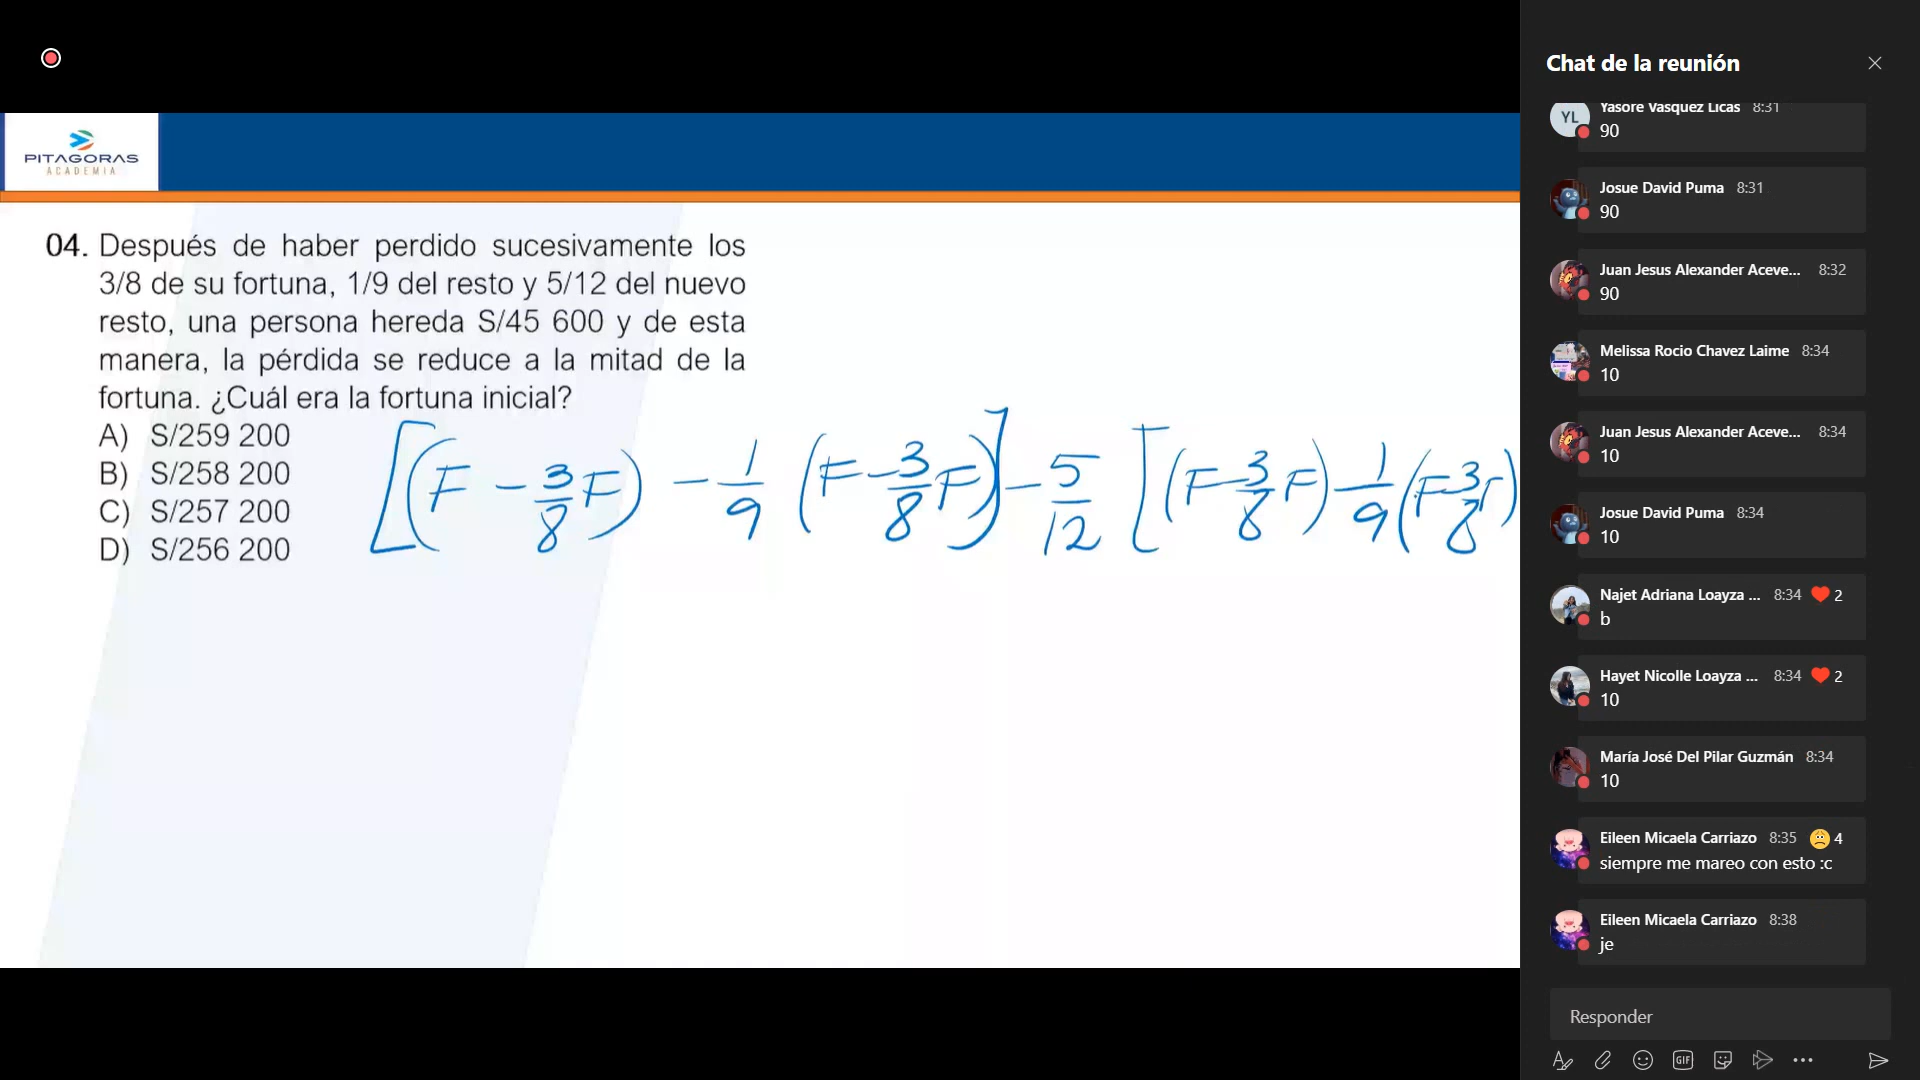 PITAGORAS
ACADEMIA
04. Después de haber perdido sucesivamente los
3/8 de su fortuna, 1/9 del resto y 5/12 del nuevo
resto, una persona hereda S/45 600 y de esta
manera, la pérdida se reduce a la mitad de la
fortuna. ¿Cuál era la fortuna inicial?
A) S/259 200
B) S/258 200
C) S/257 200
D) S/256 200
[(F - 3/8 F) - 1/9 (F - 3/8 F)] - 5/12 [(F - 3/8 F) - 1/9 (F - 3/8 F)
Chat de la reunión
Yasore Vasquez Licas 8:31
YL
90
Josue David Puma 8:31
90
Juan Jesus Alexander Aceve... 8:32
90
Melissa Rocio Chavez Laime 8:34
10
Juan Jesus Alexander Aceve... 8:34
10
Josue David Puma 8:34
10
Najet Adriana Loayza ... 8:34 ❤️ 2
b
Hayet Nicolle Loayza ... 8:34 ❤️ 2
10
María José Del Pilar Guzmán 8:34
10
Eileen Micaela Carriazo 8:35 🙁 4
siempre me mareo con esto :c
Eileen Micaela Carriazo 8:38
je
Responder
GIF